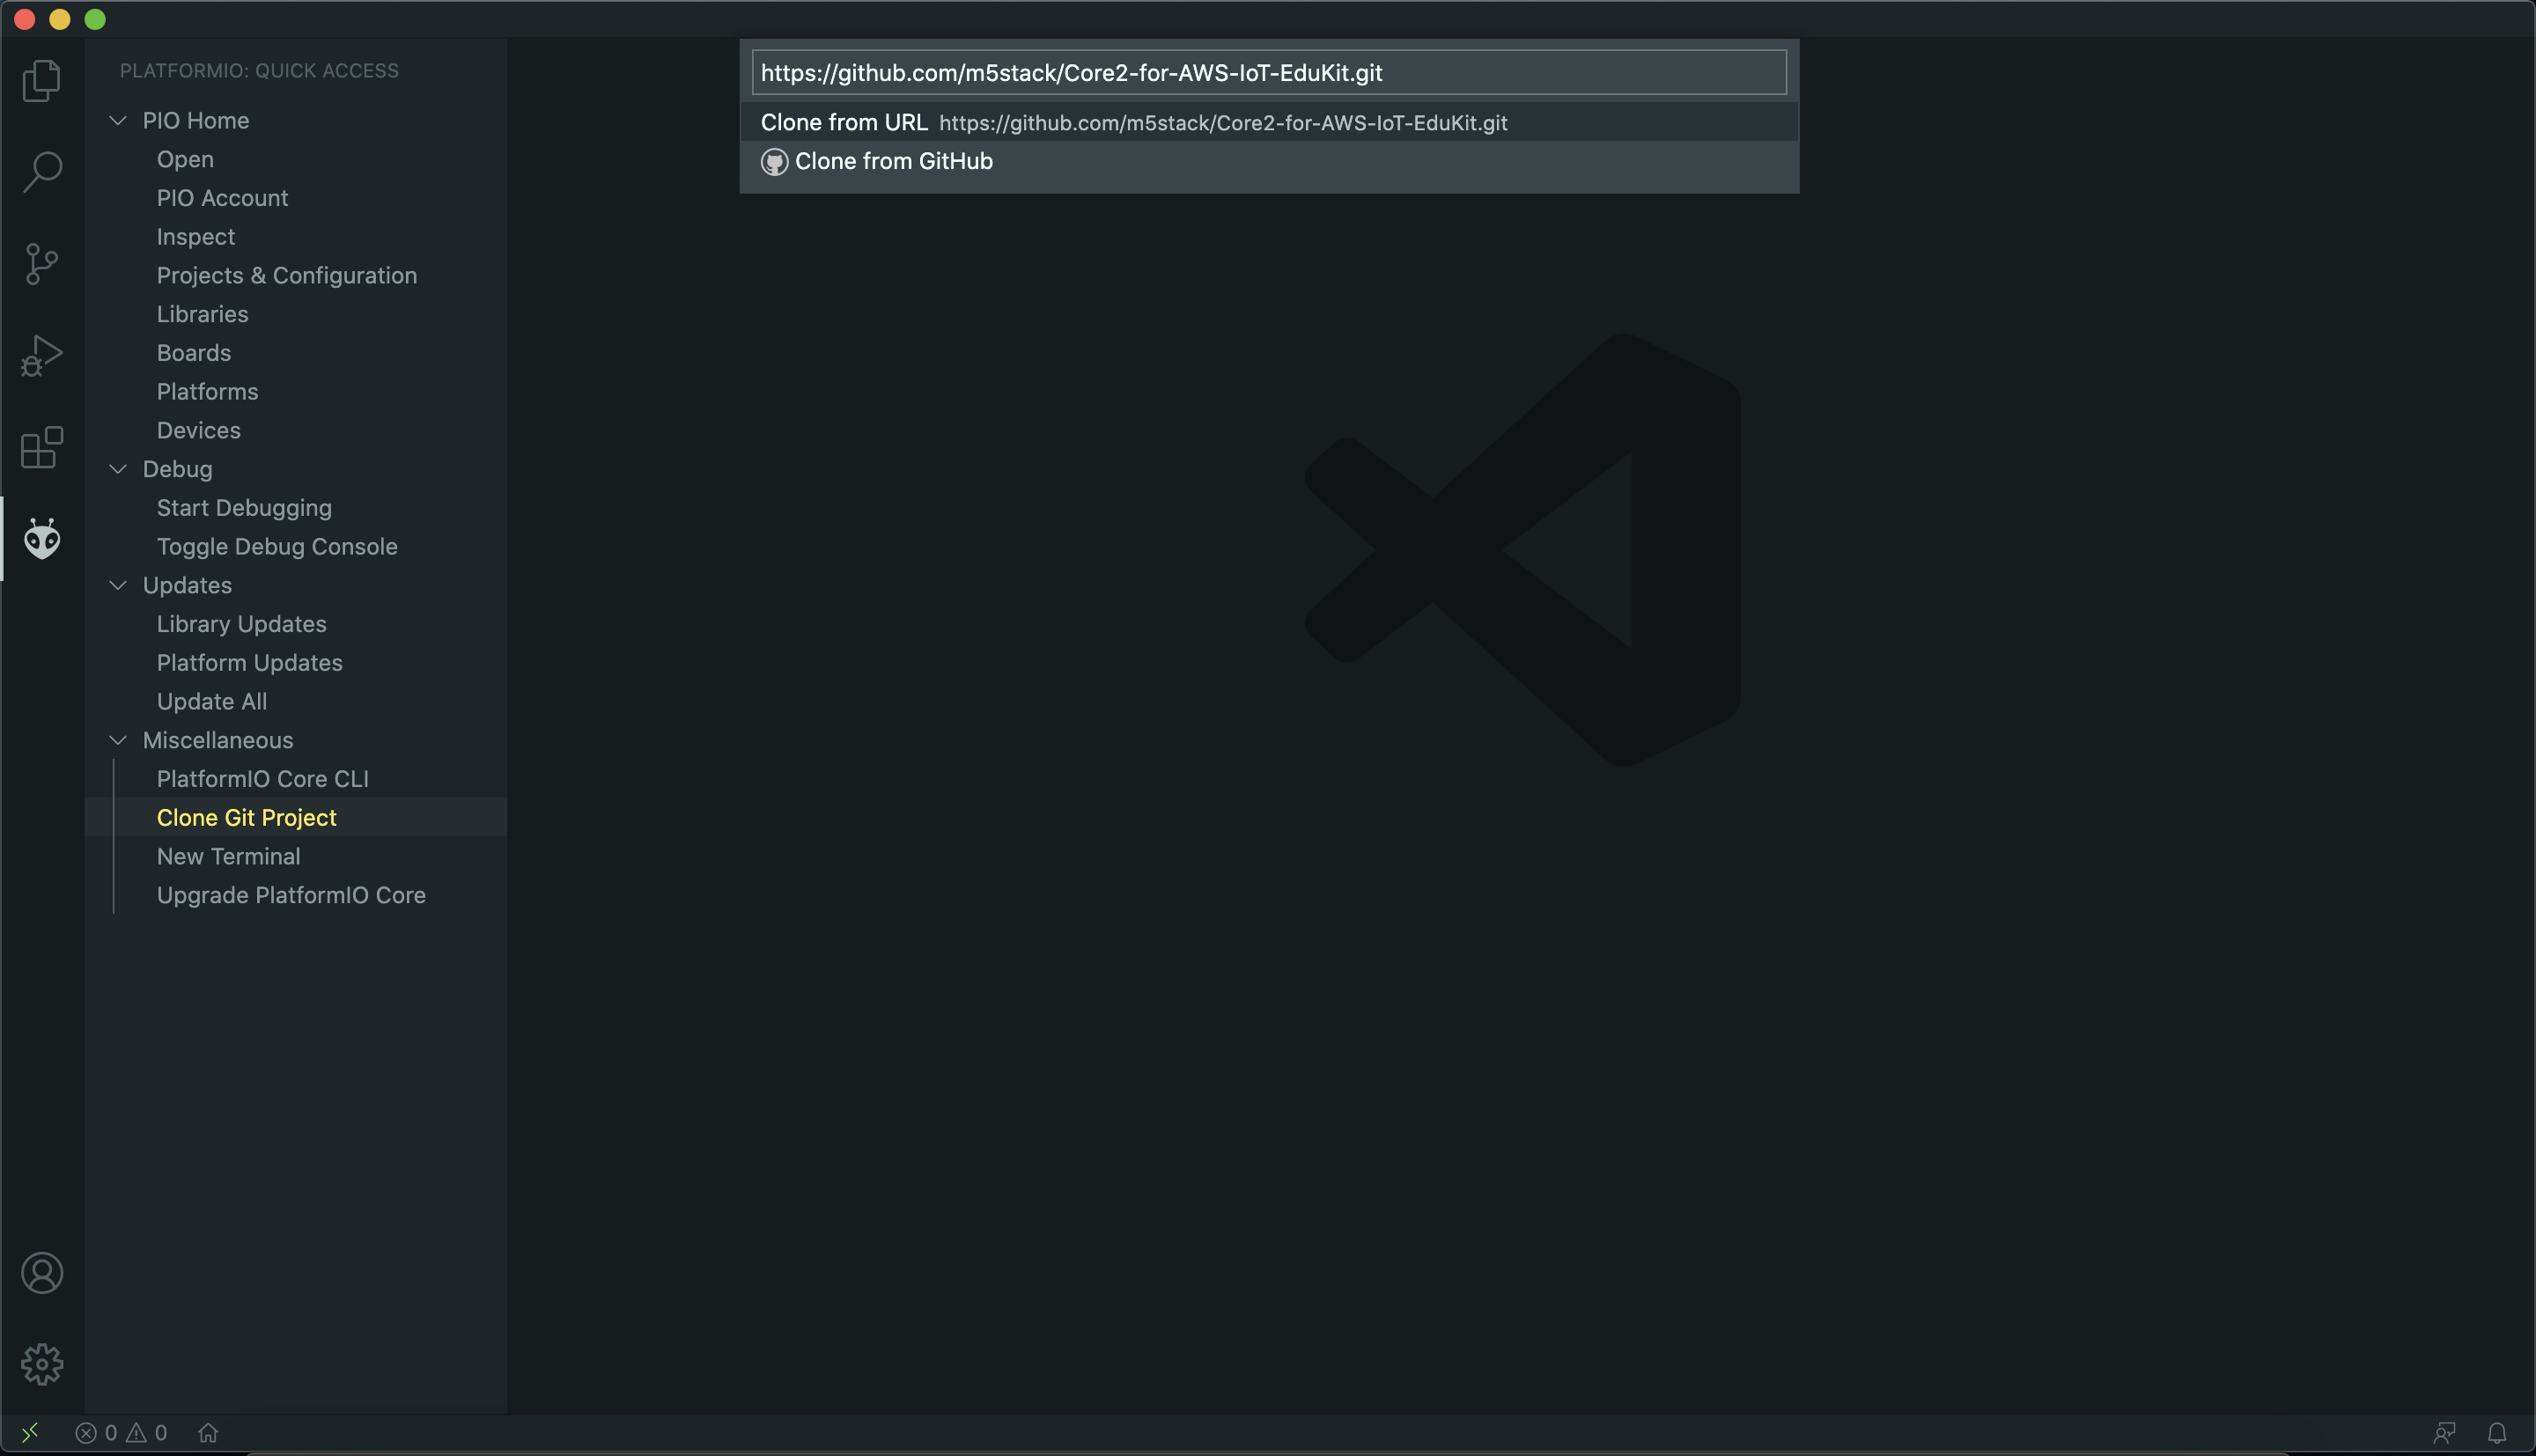 PLATFORMIO: QUICK ACCESS
PIO Home
Open
PIO Account
Inspect
Projects & Configuration
Libraries
Boards
Platforms
Devices
Debug
Start Debugging
Toggle Debug Console
Updates
Library Updates
Platform Updates
Update All
Miscellaneous
PlatformIO Core CLI
Clone Git Project
New Terminal
Upgrade PlatformIO Core
https://github.com/m5stack/Core2-for-AWS-IoT-EduKit.git
Clone from URL https://github.com/m5stack/Core2-for-AWS-IoT-EduKit.git
Clone from GitHub
0 0